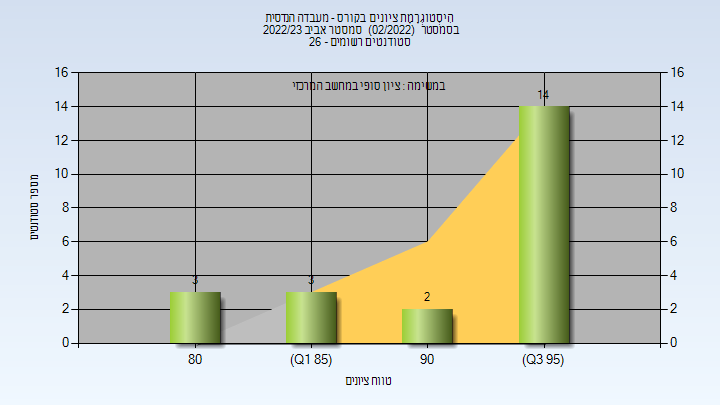 היסטוגרמת ציונים בקורס - מעבדה הנדסית
בסמסטר (02/2022) סמסטר אביב 2022/23
סטודנטים רשומים - 26
במשימה : ציון סופי במחשב המרכזי
16 16
14 14
12 12
10 10
8 8
6 6
4 4
2 2
0 0
3 3 2 14
80 (Q1 85) 90 (Q3 95)
מספר סטודנטים
טווח ציונים